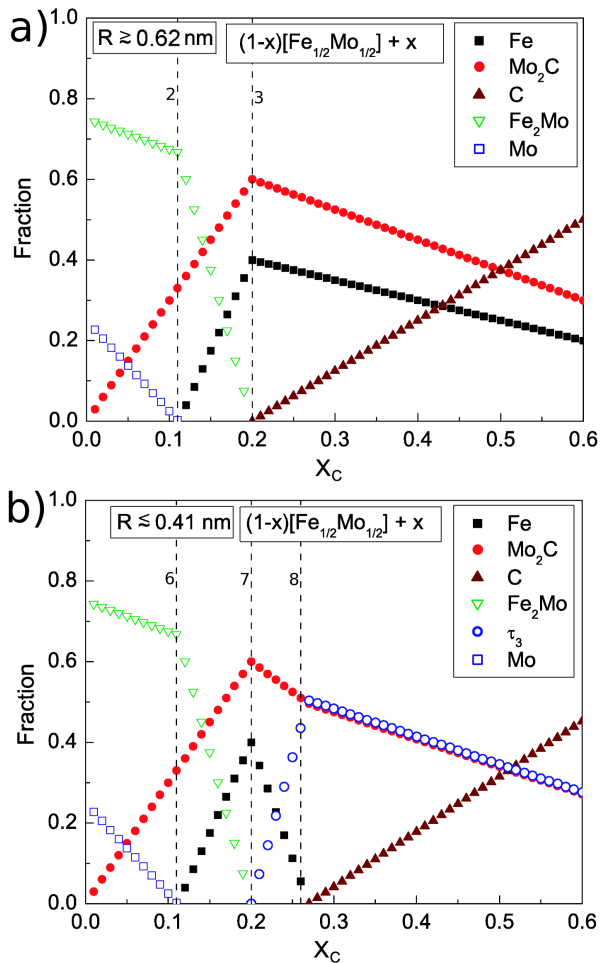 a)
R ≳ 0.62 nm
(1-x)[Fe1/2Mo1/2] + x
Fe
Mo2C
C
Fe2Mo
Mo
2
3
1.0
0.8
0.6
0.4
0.2
0.0
Fraction
0.0 0.1 0.2 0.3 0.4 0.5 0.6
XC
b)
R ≲ 0.41 nm
(1-x)[Fe1/2Mo1/2] + x
Fe
Mo2C
C
Fe2Mo
τ3
Mo
6
7
8
1.0
0.8
0.6
0.4
0.2
0.0
Fraction
0.0 0.1 0.2 0.3 0.4 0.5 0.6
XC